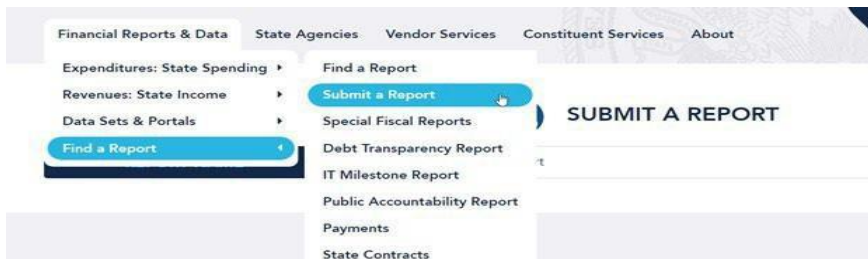 Financial Reports & Data State Agencies Vendor Services Constituent Services About
Expenditures: State Spending
Revenues: State Income
Data Sets & Portals
Find a Report
Find a Report
Submit a Report
Special Fiscal Reports
Debt Transparency Report
IT Milestone Report
Public Accountability Report
Payments
State Contracts
SUBMIT A REPORT